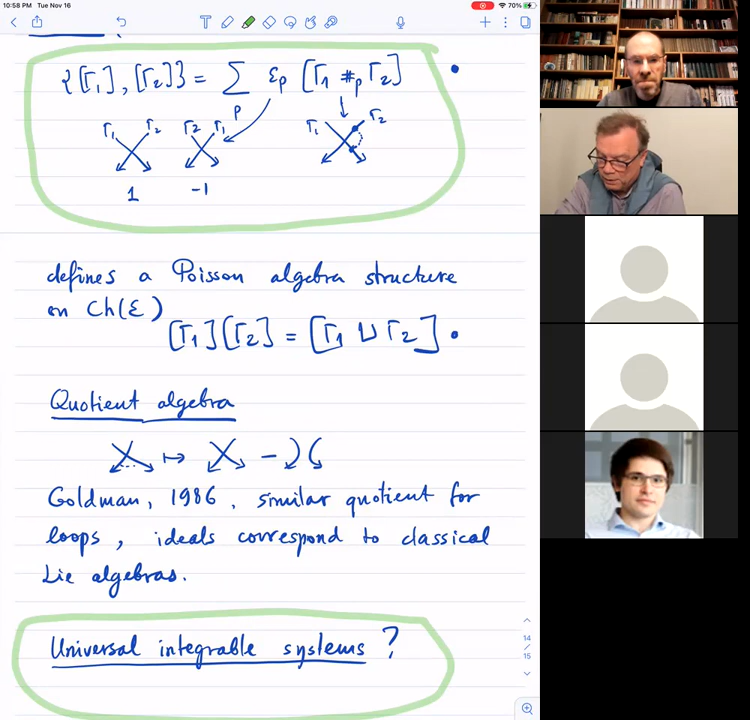 10:58 PM Tue Nov 16
70%
{[Γ1], [Γ2]} = Σ εp [Γ1 #p Γ2] •
p
Γ1 Γ2 Γ2 Γ1 Γ1 Γ2
1 -1
defines a Poisson algebra structure
on Ch(Σ)
[Γ1][Γ2] = [Γ1 ⊔ Γ2] •
Quotient algebra
↦ -
Goldman, 1986, similar quotient for
loops, ideals correspond to classical
Lie algebras.
Universal integrable systems ?
14
/
15